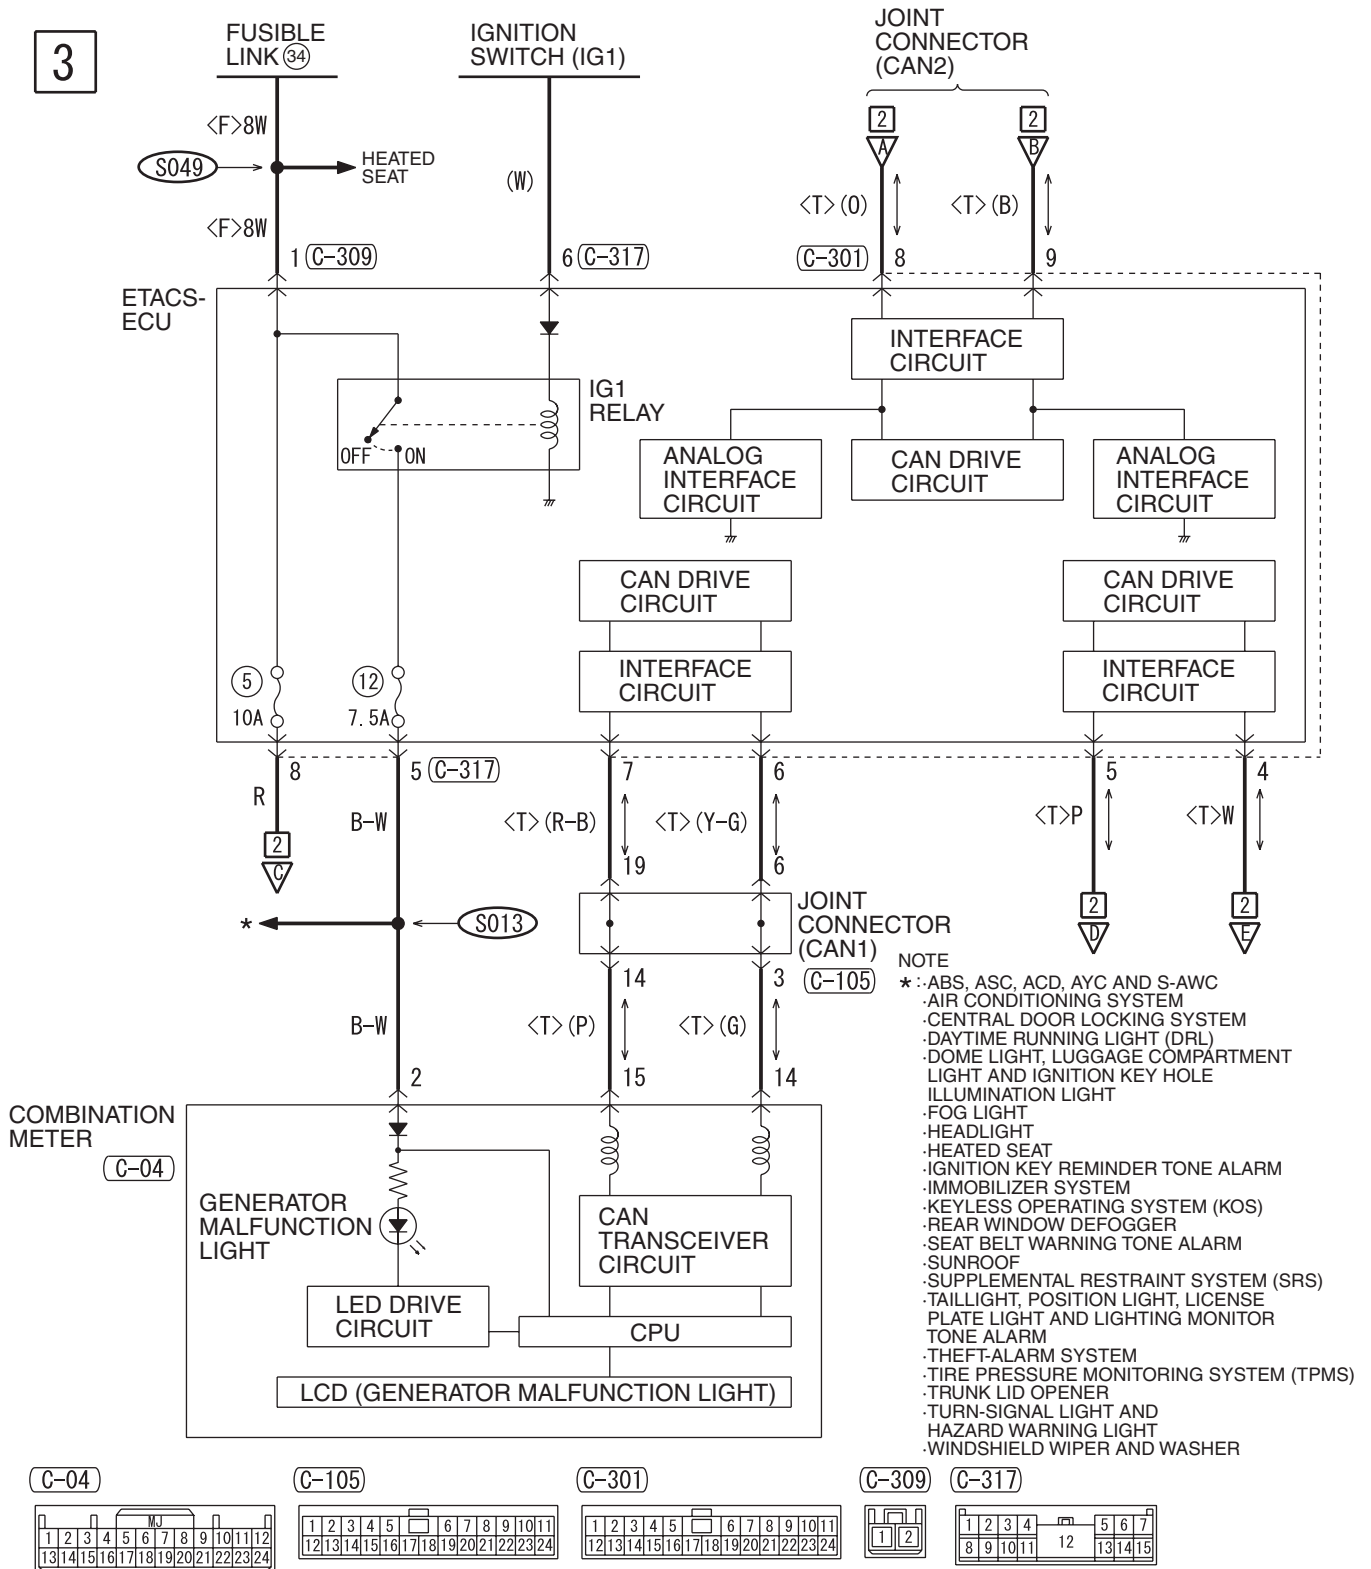 3
FUSIBLE
LINK 34
IGNITION
SWITCH (IG1)
JOINT
CONNECTOR
(CAN2)
<F>8W
S049
HEATED
SEAT
(W)
2
A
2
B
<T>(O)
<T>(B)
<F>8W
1 (C-309)
6 (C-317)
(C-301) 8
9
ETACS-
ECU
INTERFACE
CIRCUIT
IG1
RELAY
OFF ON
ANALOG
INTERFACE
CIRCUIT
CAN DRIVE
CIRCUIT
ANALOG
INTERFACE
CIRCUIT
CAN DRIVE
CIRCUIT
CAN DRIVE
CIRCUIT
INTERFACE
CIRCUIT
INTERFACE
CIRCUIT
5
10A
12
7.5A
8
5 (C-317)
7
6
5
4
R
B-W
<T>(R-B)
<T>(Y-G)
<T>P
<T>W
2
C
19
6
2
D
2
E
*
S013
JOINT
CONNECTOR
(CAN1)
(C-105)
14
3
B-W
<T>(P)
<T>(G)
2
15
14
NOTE
* :·ABS, ASC, ACD, AYC AND S-AWC
·AIR CONDITIONING SYSTEM
·CENTRAL DOOR LOCKING SYSTEM
·DAYTIME RUNNING LIGHT (DRL)
·DOME LIGHT, LUGGAGE COMPARTMENT
LIGHT AND IGNITION KEY HOLE
ILLUMINATION LIGHT
·FOG LIGHT
·HEADLIGHT
·HEATED SEAT
·IGNITION KEY REMINDER TONE ALARM
·IMMOBILIZER SYSTEM
·KEYLESS OPERATING SYSTEM (KOS)
·REAR WINDOW DEFOGGER
·SEAT BELT WARNING TONE ALARM
·SUNROOF
·SUPPLEMENTAL RESTRAINT SYSTEM (SRS)
·TAILLIGHT, POSITION LIGHT, LICENSE
PLATE LIGHT AND LIGHTING MONITOR
TONE ALARM
·THEFT-ALARM SYSTEM
·TIRE PRESSURE MONITORING SYSTEM (TPMS)
·TRUNK LID OPENER
·TURN-SIGNAL LIGHT AND
HAZARD WARNING LIGHT
·WINDSHIELD WIPER AND WASHER
COMBINATION
METER
(C-04)
GENERATOR
MALFUNCTION
LIGHT
CAN
TRANSCEIVER
CIRCUIT
LED DRIVE
CIRCUIT
CPU
LCD (GENERATOR MALFUNCTION LIGHT)
(C-04)
MJ
1 2 3 4 5 6 7 8 9 10 11 12
13 14 15 16 17 18 19 20 21 22 23 24
(C-105)
1 2 3 4 5 6 7 8 9 10 11
12 13 14 15 16 17 18 19 20 21 22 23 24
(C-301)
1 2 3 4 5 6 7 8 9 10 11
12 13 14 15 16 17 18 19 20 21 22 23 24
(C-309)
1 2
(C-317)
1 2 3 4 5 6 7
8 9 10 11 12 13 14 15